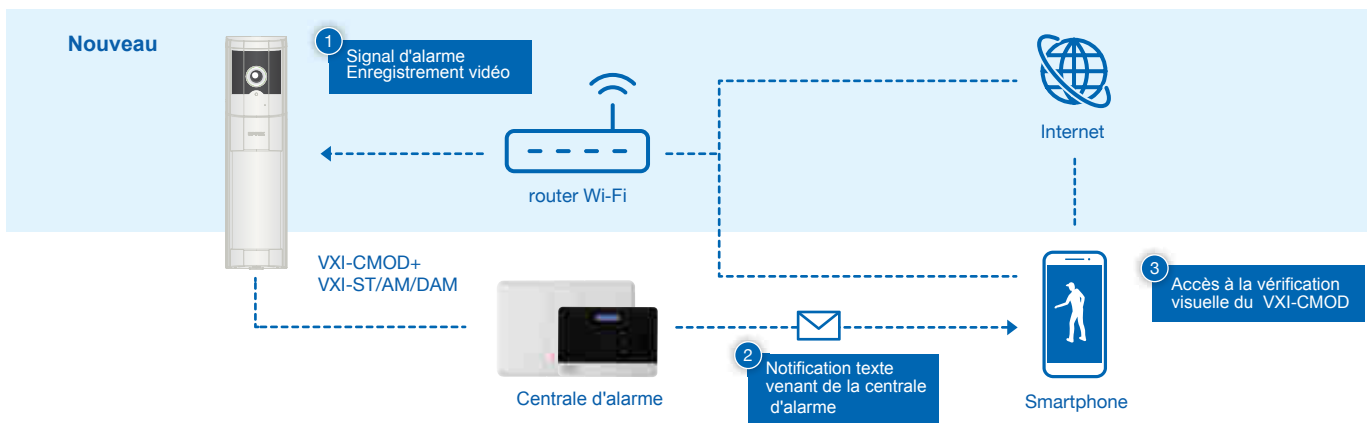 Nouveau
1
Signal d'alarme
Enregistrement vidéo
Internet
router Wi-Fi
VXI-CMOD+
VXI-ST/AM/DAM
3
Accès à la vérification
visuelle du VXI-CMOD
2
Notification texte
venant de la centrale
d'alarme
Centrale d'alarme
Smartphone